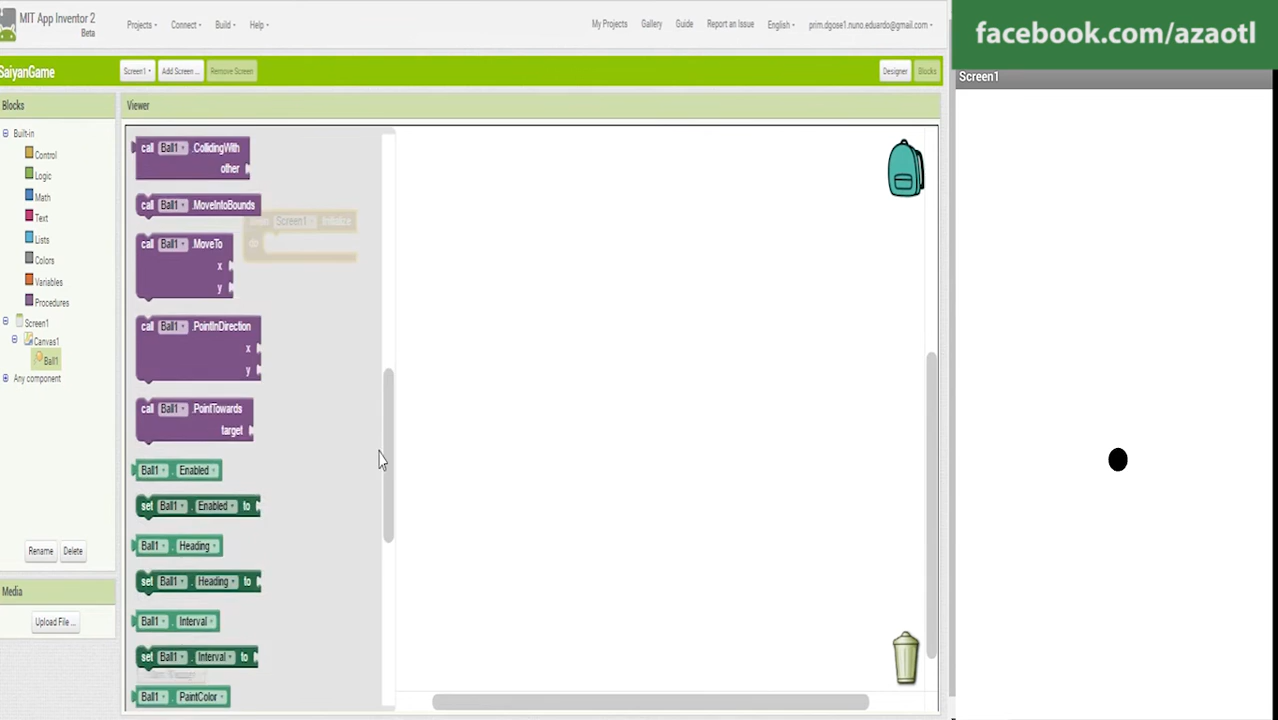 MIT App Inventor 2
Beta
Projects
Connect
Build
Help
My Projects
Gallery
Guide
Report an Issue
English
prim.dgose1.nuno.eduardo@gmail.com
facebook.com/azaotl
SaiyanGame
Screen1
Add Screen ...
Remove Screen
Designer
Blocks
Screen1
Blocks
Viewer
Built-in
Control
Logic
Math
Text
Lists
Colors
Variables
Procedures
Screen1
Canvas1
Ball1
Any component
Rename
Delete
Media
Upload File ...
call Ball1 .CollidingWith
other
call Ball1 .MoveIntoBounds
Screen1 .Initialize
do
call Ball1 .MoveTo
x
y
call Ball1 .PointInDirection
x
y
call Ball1 .PointTowards
target
Ball1 . Enabled
set Ball1 . Enabled to
Ball1 . Heading
set Ball1 . Heading to
Ball1 . Interval
set Ball1 . Interval to
Ball1 . PaintColor